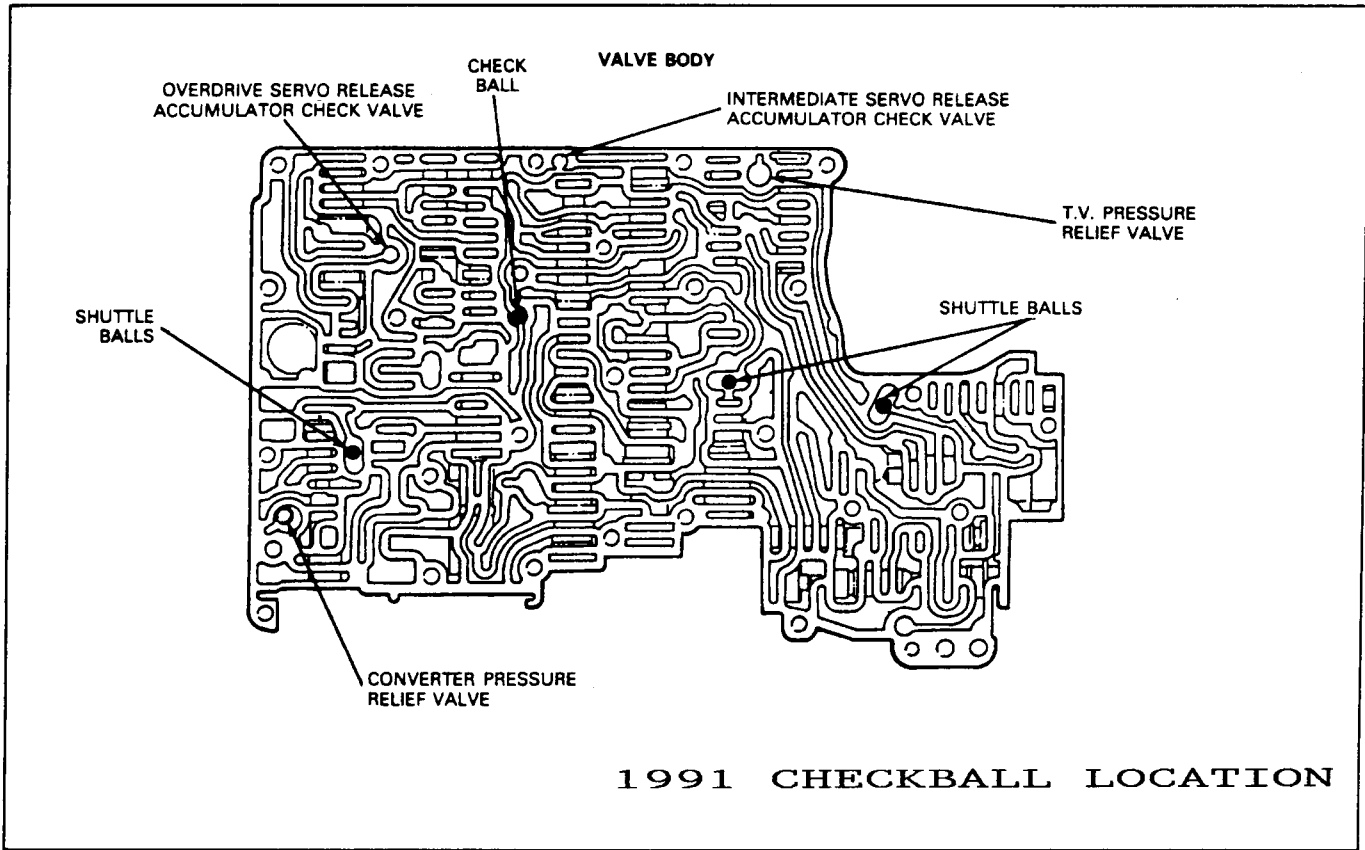 VALVE BODY
CHECK
BALL
OVERDRIVE SERVO RELEASE
ACCUMULATOR CHECK VALVE
INTERMEDIATE SERVO RELEASE
ACCUMULATOR CHECK VALVE
T.V. PRESSURE
RELIEF VALVE
SHUTTLE
BALLS
SHUTTLE BALLS
CONVERTER PRESSURE
RELIEF VALVE
1991 CHECKBALL LOCATION